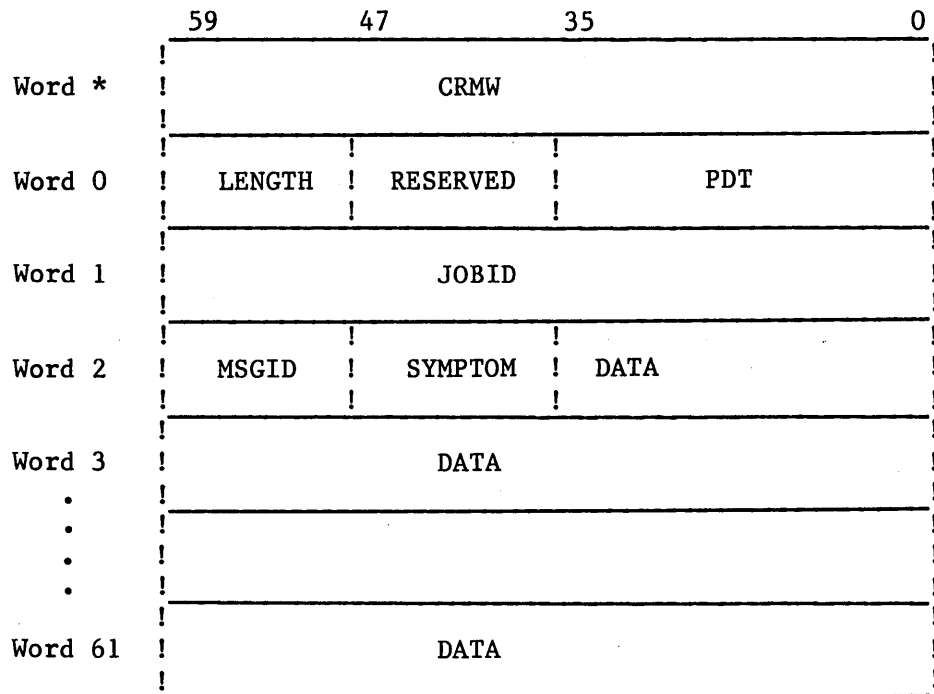 59 47 35 0
Word * CRMW
Word 0 LENGTH RESERVED PDT
Word 1 JOBID
Word 2 MSGID SYMPTOM DATA
Word 3 DATA
Word 61 DATA